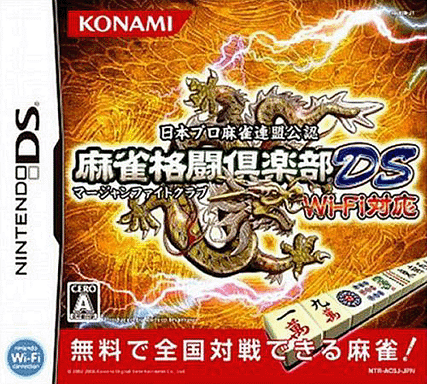 KONAMI
NINTENDO DS
日本プロ麻雀連盟公認
麻雀格闘倶楽部DS
マージャンファイトクラブ
Wi-Fi対応
CERO
A
一萬
九萬
Nintendo
Wi-Fi
Connection
無料で全国対戦できる麻雀!
NTR-ACSJ-JPN